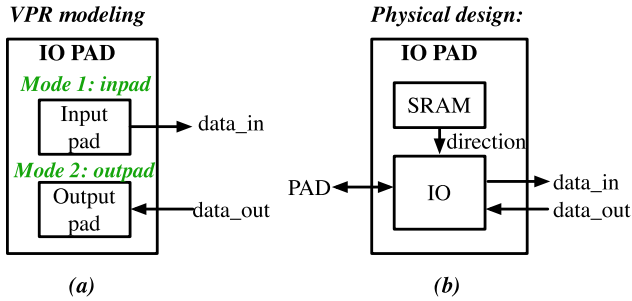 VPR modeling
IO PAD
Mode 1: inpad
Input
pad
data_in
Mode 2: outpad
Output
pad
data_out
(a)
Physical design:
IO PAD
SRAM
direction
PAD
IO
data_in
data_out
(b)